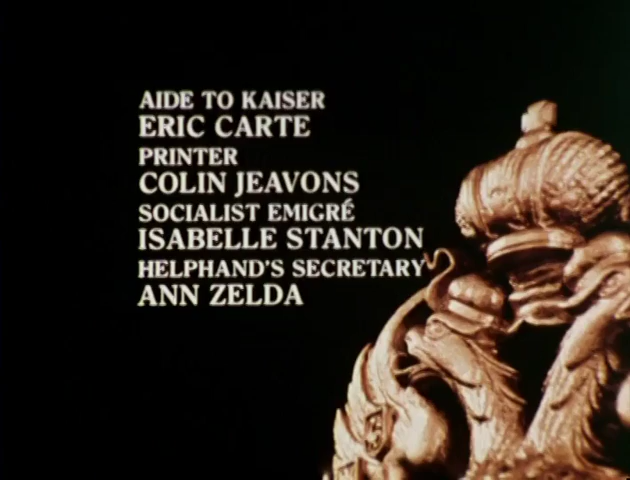 AIDE TO KAISER
ERIC CARTE
PRINTER
COLIN JEAVONS
SOCIALIST EMIGRÉ
ISABELLE STANTON
HELPHAND'S SECRETARY
ANN ZELDA